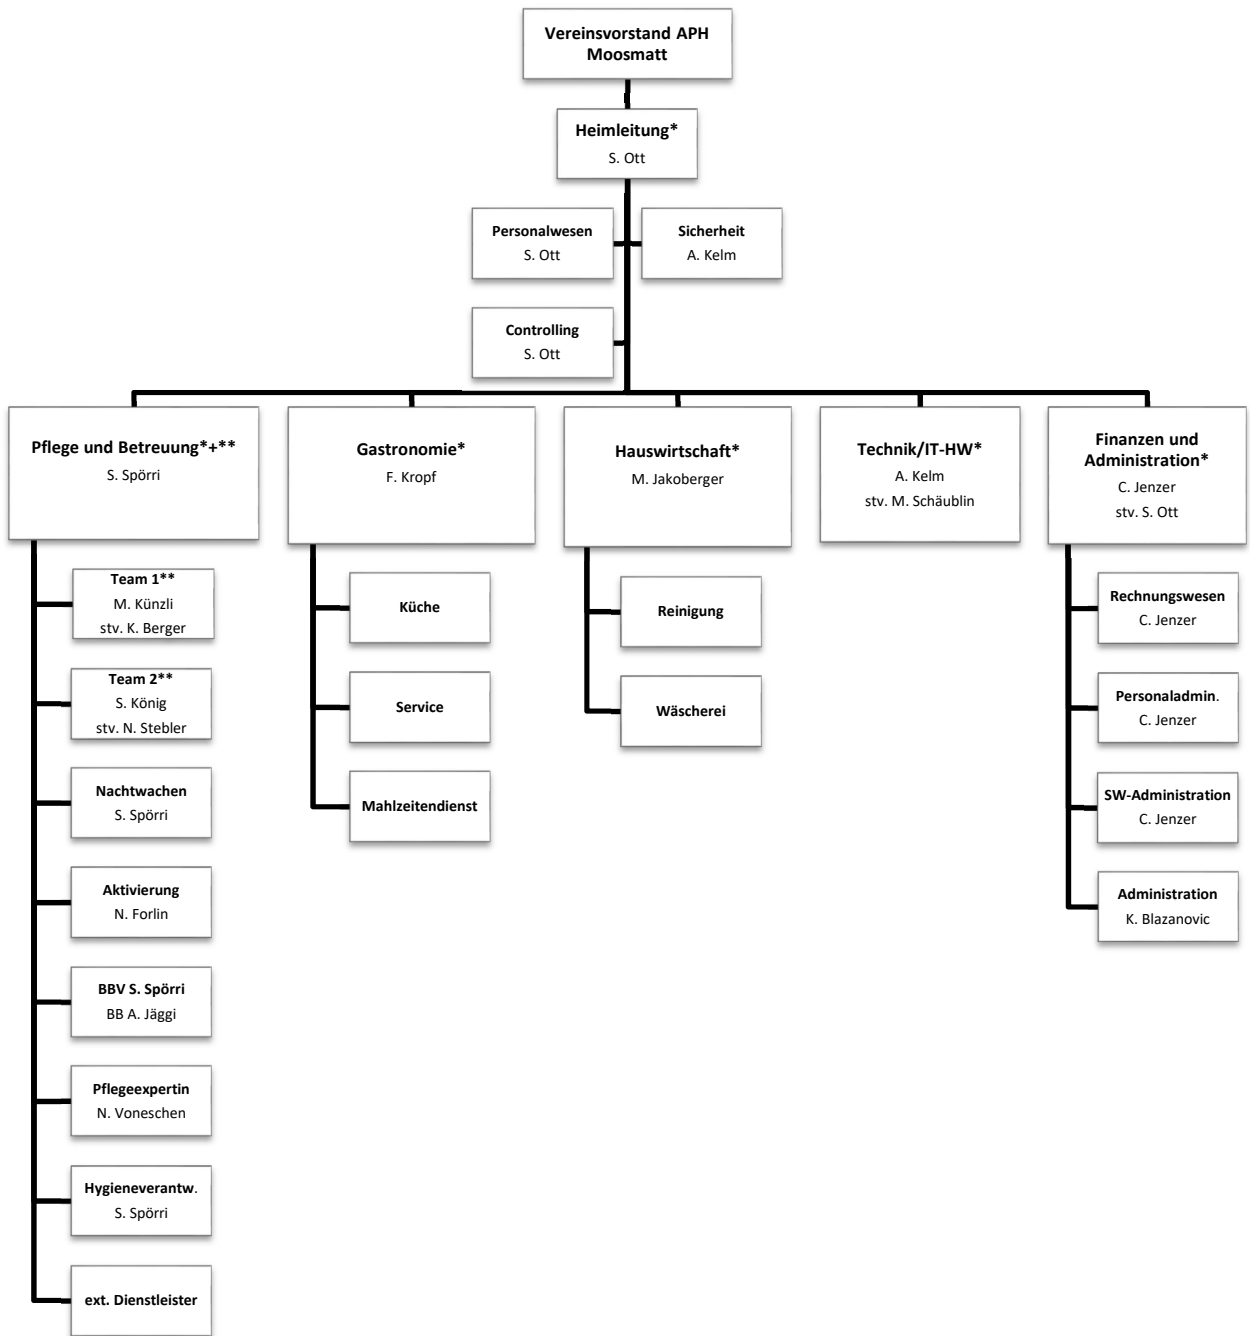 Vereinsvorstand APH
Moosmatt
Heimleitung*
S. Ott
Personalwesen
S. Ott
Sicherheit
A. Kelm
Controlling
S. Ott
Pflege und Betreuung*+**
S. Spörri
Gastronomie*
F. Kropf
Hauswirtschaft*
M. Jakoberger
Technik/IT-HW*
A. Kelm
stv. M. Schäublin
Finanzen und
Administration*
C. Jenzer
stv. S. Ott
Team 1**
M. Künzli
stv. K. Berger
Team 2**
S. König
stv. N. Stebler
Nachtwachen
S. Spörri
Aktivierung
N. Forlin
BBV S. Spörri
BB A. Jäggi
Pflegeexpertin
N. Voneschen
Hygieneverantw.
S. Spörri
ext. Dienstleister
Küche
Service
Mahlzeitendienst
Reinigung
Wäscherei
Rechnungswesen
C. Jenzer
Personaladmin.
C. Jenzer
SW-Administration
C. Jenzer
Administration
K. Blazanovic